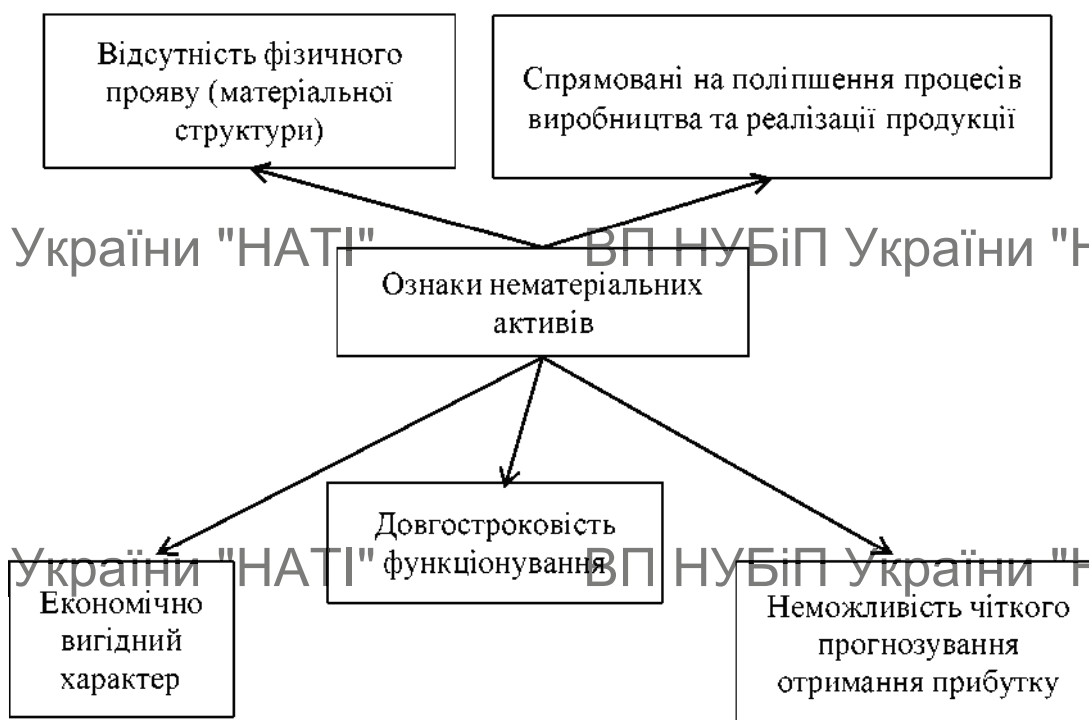 Відсутність фізичного
прояву (матеріальної
структури)
Спрямовані на поліпшення процесів
виробництва та реалізації продукції
України "НАТІ"
ВП НУБіП України "Н
Ознаки нематеріальних
активів
Довгостроковість
функціонування
України "НАТІ"
ВП НУБіП України "Н
Економічно
вигідний
характер
Неможливість чіткого
прогнозування
отримання прибутку